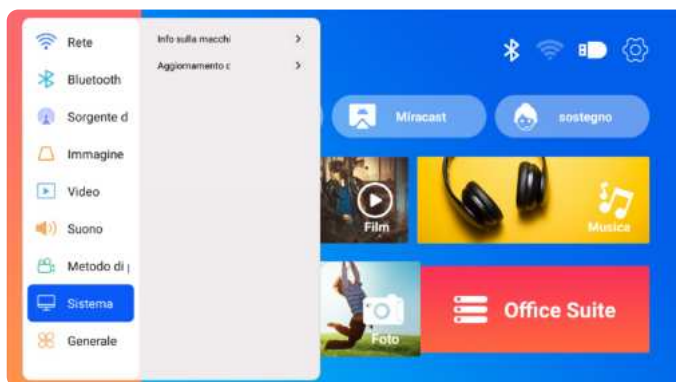 Rete
Info sulla macchi
Bluetooth
Aggiornamento c
Sorgente d
Immagine
Video
Suono
Metodo di p
Sistema
Generale
Miracast
sostegno
Film
Musica
Foto
Office Suite